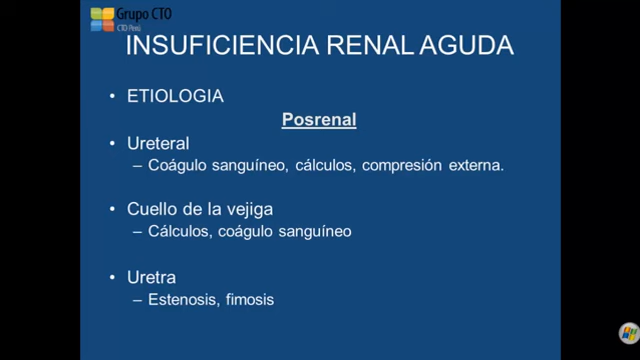 Grupo CTO
CTO Perú
INSUFICIENCIA RENAL AGUDA
• ETIOLOGIA
Posrenal
• Ureteral
– Coágulo sanguíneo, cálculos, compresión externa.
• Cuello de la vejiga
– Cálculos, coágulo sanguíneo
• Uretra
– Estenosis, fimosis